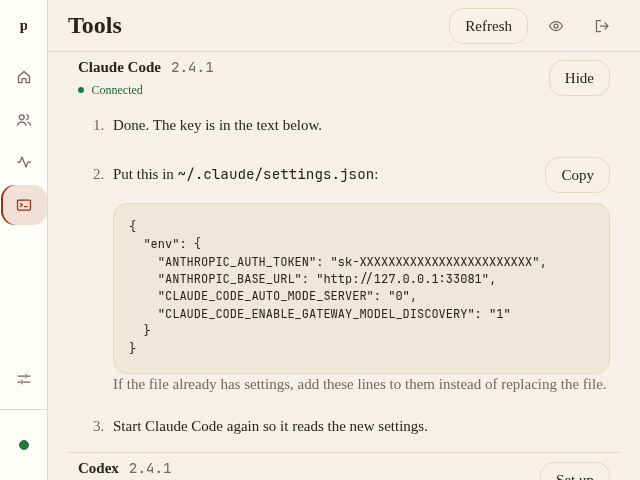 p
Tools
Refresh
Claude Code 2.4.1
Hide
Connected
1. Done. The key is in the text below.
2. Put this in ~/.claude/settings.json:
Copy
{
"env": {
"ANTHROPIC_AUTH_TOKEN": "sk-XXXXXXXXXXXXXXXXXXXXXXXX",
"ANTHROPIC_BASE_URL": "http://127.0.0.1:33081",
"CLAUDE_CODE_AUTO_MODE_SERVER": "0",
"CLAUDE_CODE_ENABLE_GATEWAY_MODEL_DISCOVERY": "1"
}
}
If the file already has settings, add these lines to them instead of replacing the file.
3. Start Claude Code again so it reads the new settings.
Codex 2.4.1
Set up